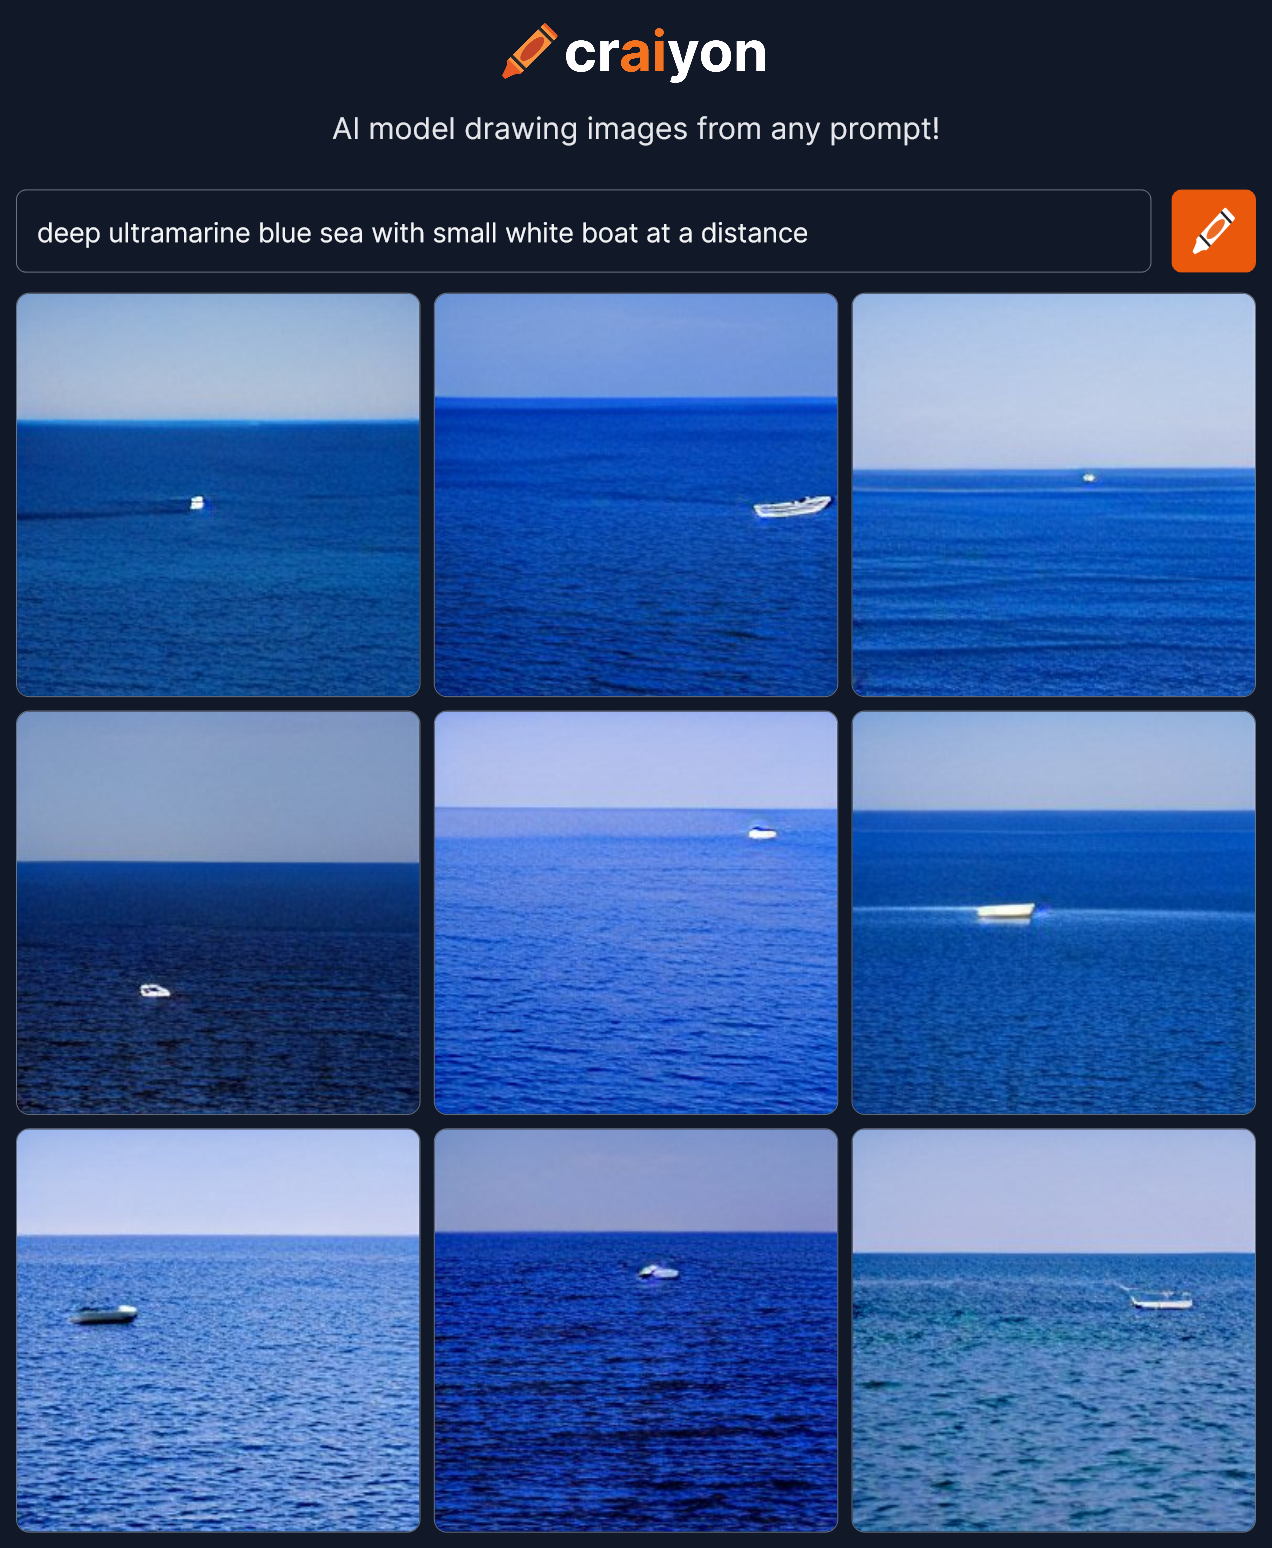 craiyon
AI model drawing images from any prompt!
deep ultramarine blue sea with small white boat at a distance